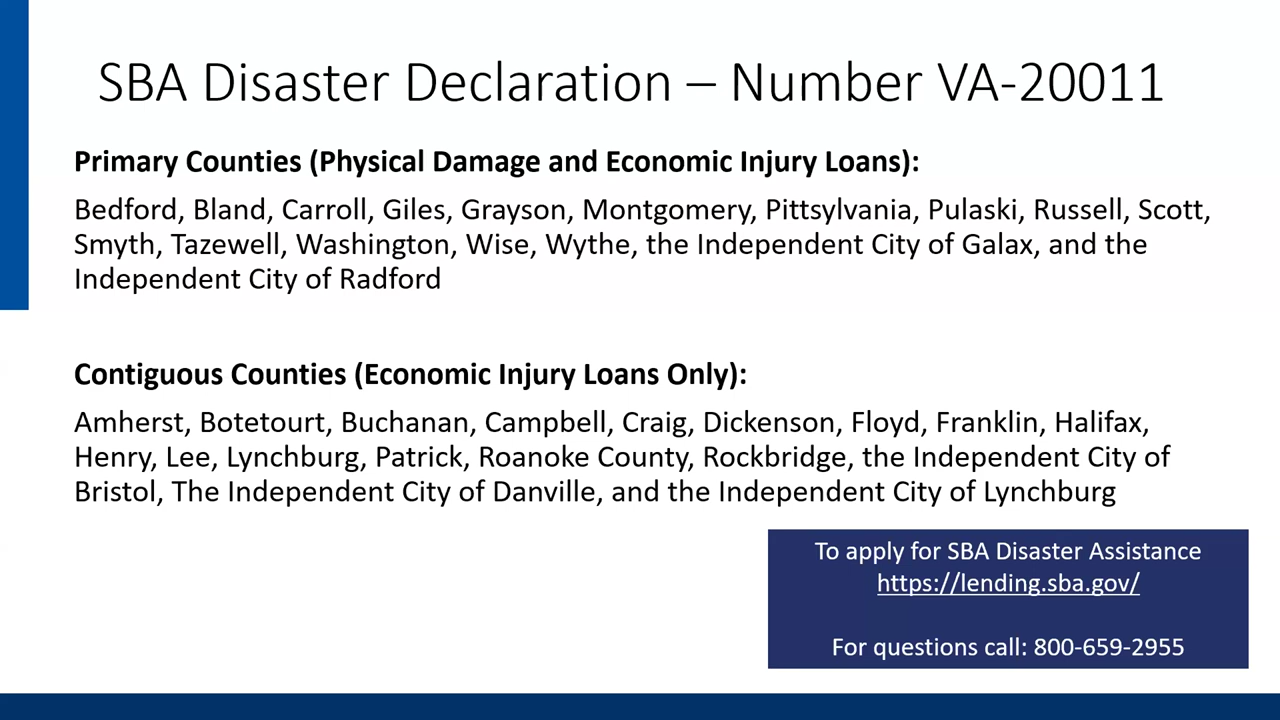 SBA Disaster Declaration – Number VA-20011
Primary Counties (Physical Damage and Economic Injury Loans):
Bedford, Bland, Carroll, Giles, Grayson, Montgomery, Pittsylvania, Pulaski, Russell, Scott,
Smyth, Tazewell, Washington, Wise, Wythe, the Independent City of Galax, and the
Independent City of Radford
Contiguous Counties (Economic Injury Loans Only):
Amherst, Botetourt, Buchanan, Campbell, Craig, Dickenson, Floyd, Franklin, Halifax,
Henry, Lee, Lynchburg, Patrick, Roanoke County, Rockbridge, the Independent City of
Bristol, The Independent City of Danville, and the Independent City of Lynchburg
To apply for SBA Disaster Assistance
https://lending.sba.gov/
For questions call: 800-659-2955